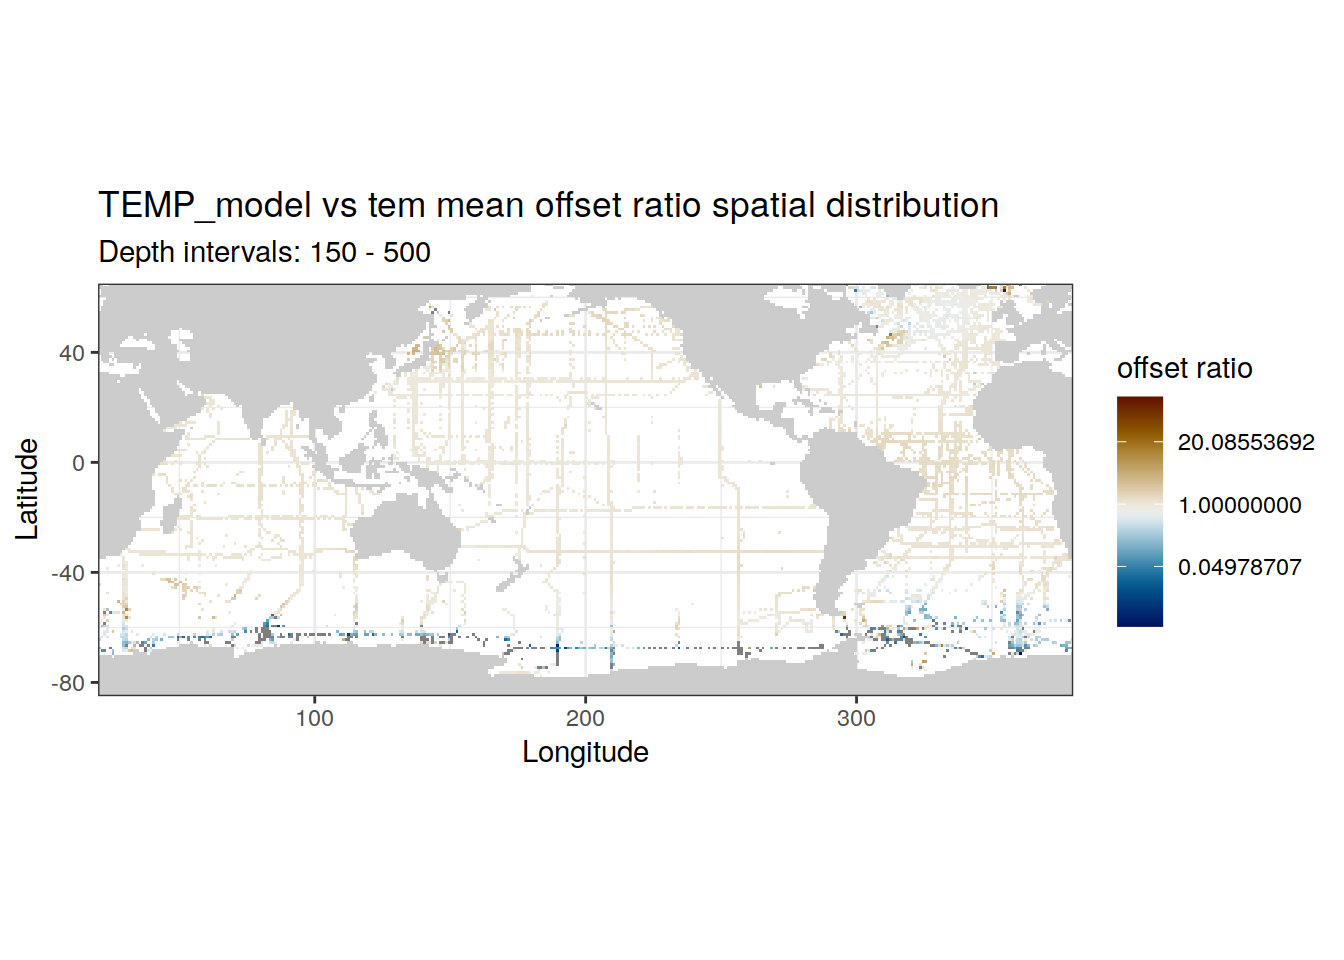 TEMP_model vs tem mean offset ratio spatial distribution
Depth intervals: 150 - 500
40
0
-40
-80
Latitude
100
200
300
Longitude
offset ratio
20.08553692
1.00000000
0.04978707